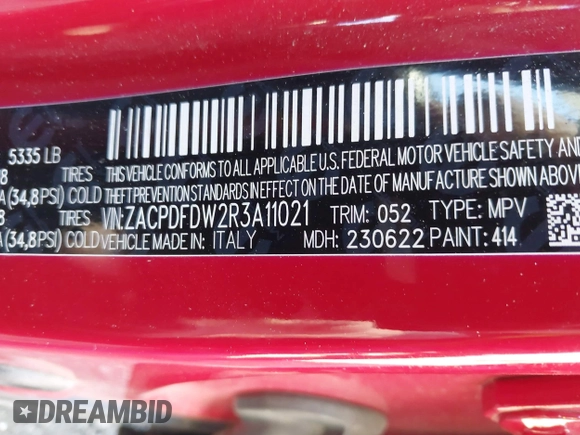 5335 LB
8 TIRES THIS VEHICLE CONFORMS TO ALL APPLICABLE U.S. FEDERAL MOTOR VEHICLE SAFETY AND
A (34,8PSI) COLD THEFT PREVENTION STANDARDS IN EFFECT ON THE DATE OF MANUFACTURE SHOWN ABOVE
8 TIRES VIN: ZACPDFDW2R3A11021 TRIM: 052 TYPE: MPV
A (34,8PSI) COLD VEHICLE MADE IN: ITALY MDH: 230622 PAINT: 414
DREAMBID